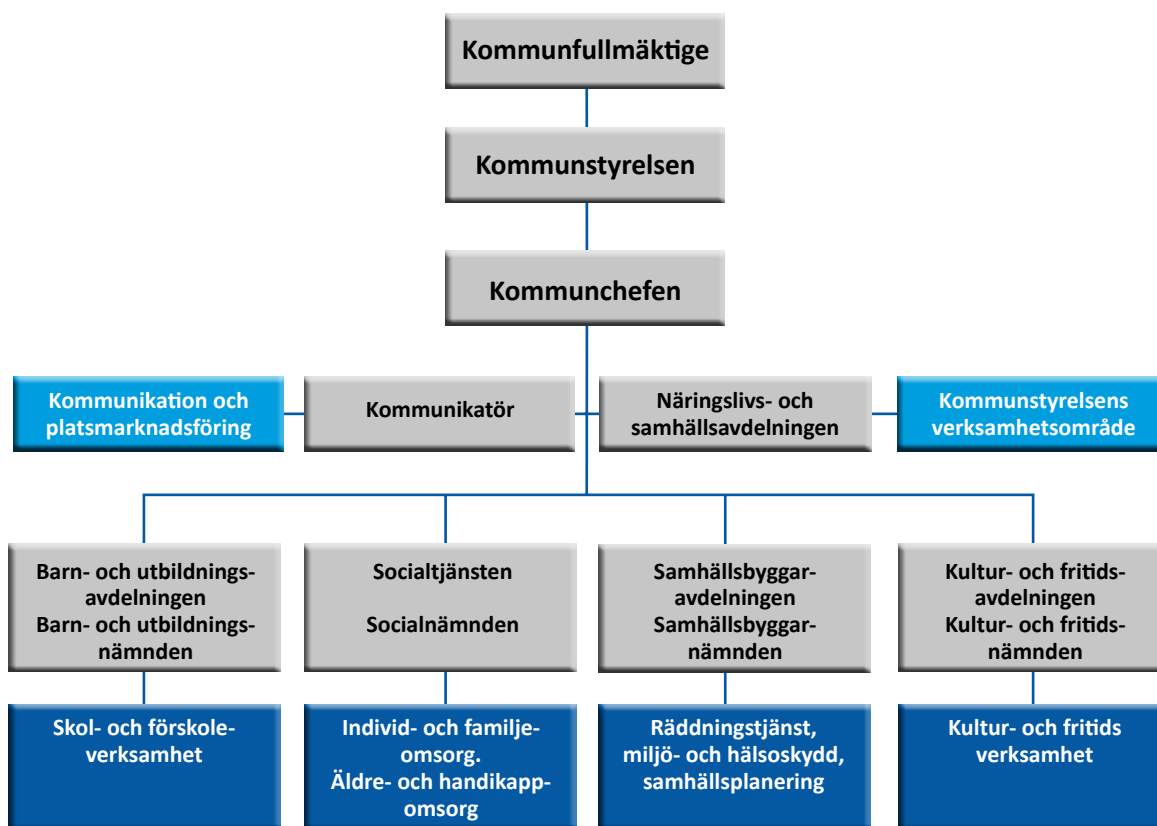 Kommunfullmäktige
Kommunstyrelsen
Kommunchefen
Kommunikation och
platsmarknadsföring
Kommunikatör
Näringslivs- och
samhällsavdelningen
Kommunstyrelsens
verksamhetsområde
Barn- och utbildnings-
avdelningen
Barn- och utbildnings-
nämnden
Socialtjänsten
Socialnämnden
Samhällsbyggar-
avdelningen
Samhällsbyggar-
nämnden
Kultur- och fritids-
avdelningen
Kultur- och fritids-
nämnden
Skol- och förskole-
verksamhet
Individ- och familje-
omsorg.
Äldre- och handikapp-
omsorg
Räddningstjänst,
miljö- och hälsoskydd,
samhällsplanering
Kultur- och fritids
verksamhet